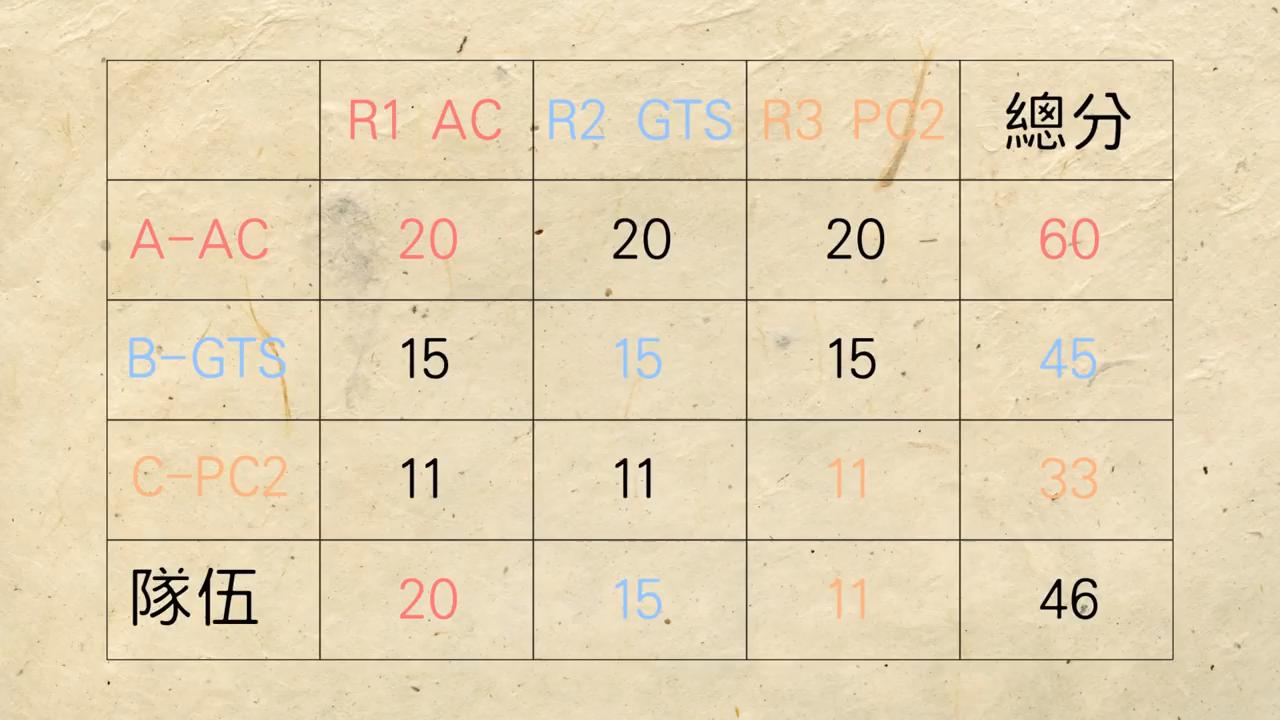 R1 AC R2 GTS R3 PC2 總分
A-AC 20 20 20 60
B-GTS 15 15 15 45
C-PC2 11 11 11 33
隊伍 20 15 11 46